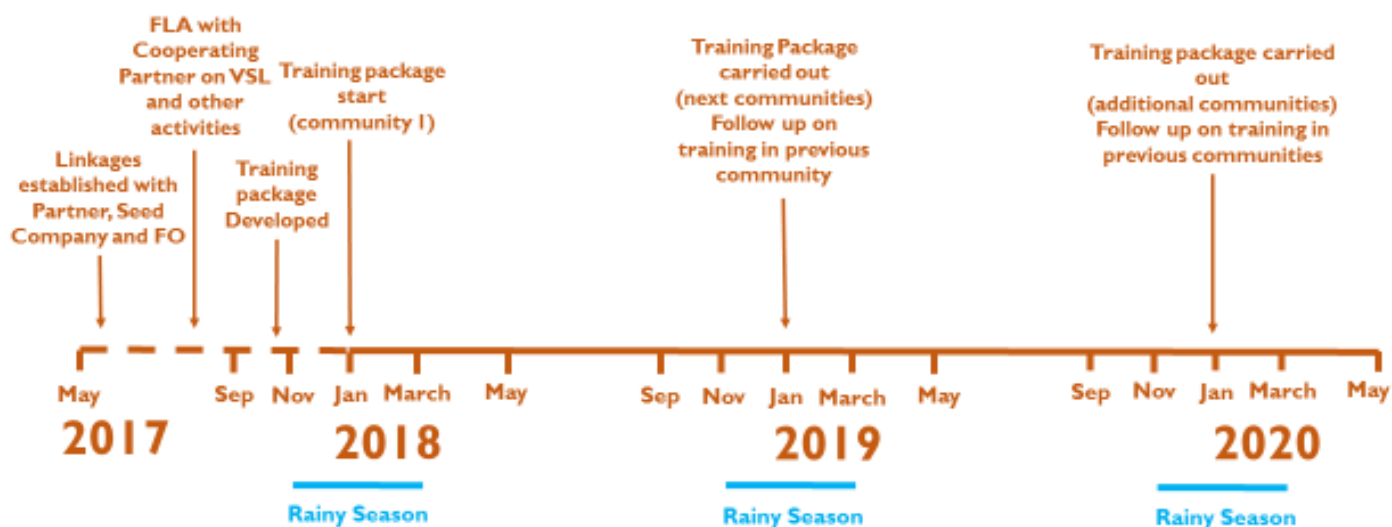 FLA with
Cooperating
Partner on VSL
and other
activities
Training package
start
(community 1)
Linkages
established with
Partner, Seed
Company and FO
Training
package
Developed
Training Package
carried out
(next communities)
Follow up on
training in previous
community
Training package carried
out
(additional communities)
Follow up on training in
previous communities
May
Sep
Nov
Jan
March
May
Sep
Nov
Jan
March
May
Sep
Nov
Jan
March
May
2017
2018
2019
2020
Rainy Season
Rainy Season
Rainy Season